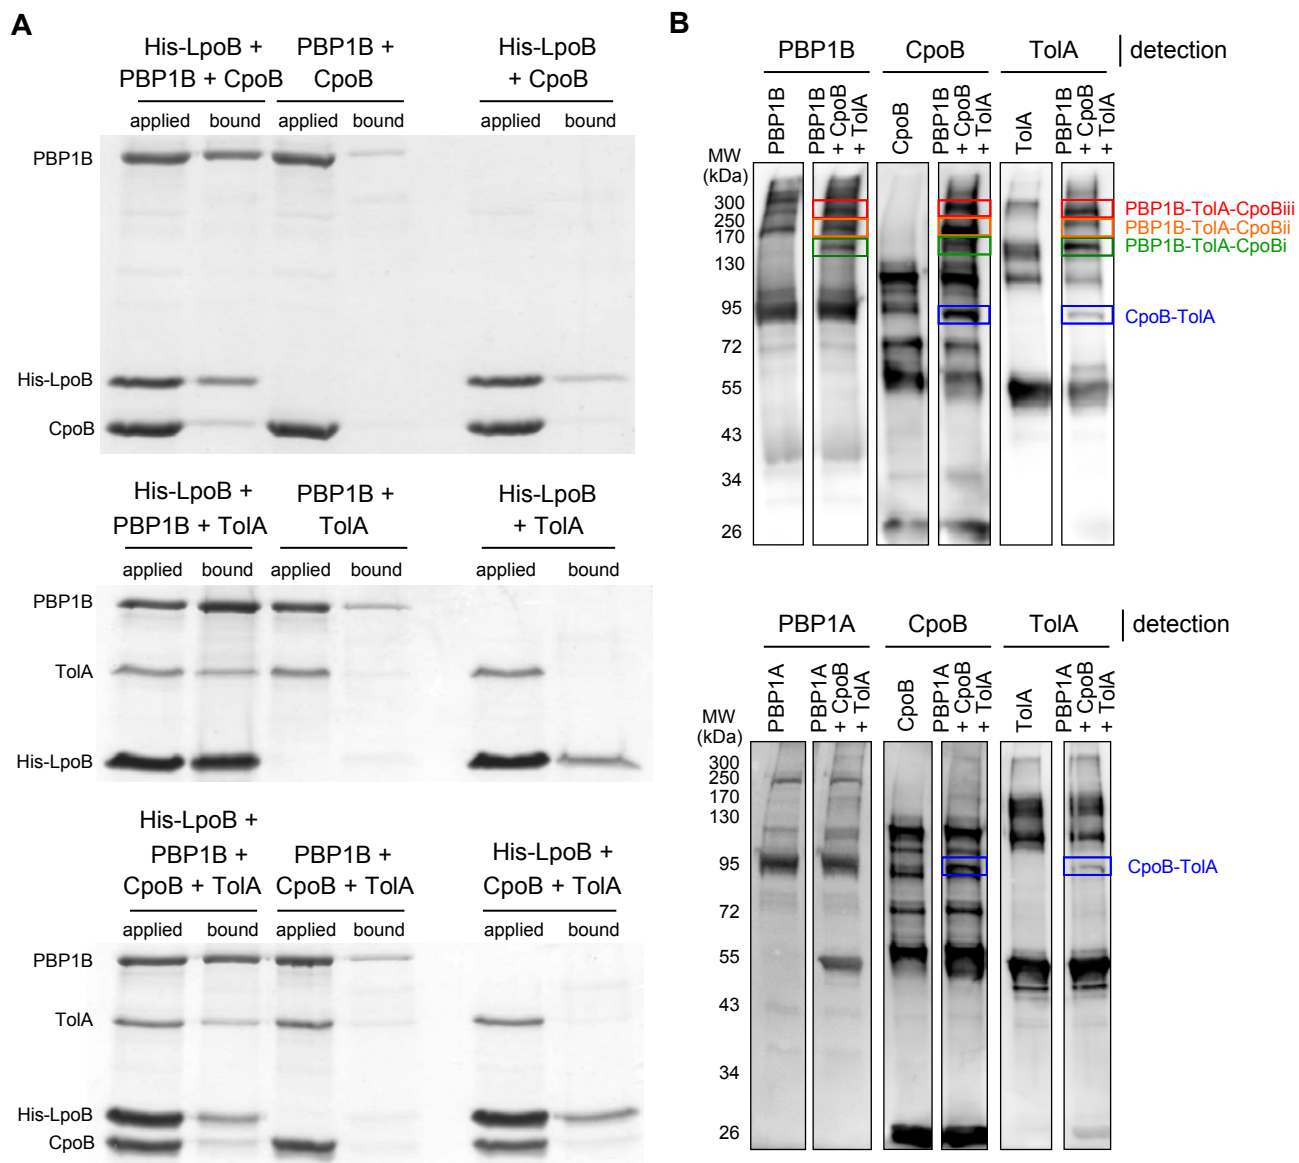 A
His-LpoB +
PBP1B + CpoB
PBP1B +
CpoB
His-LpoB
+ CpoB
applied bound applied bound applied bound
PBP1B
His-LpoB
CpoB
His-LpoB +
PBP1B + TolA
PBP1B +
TolA
His-LpoB
+ TolA
applied bound applied bound applied bound
PBP1B
TolA
His-LpoB
His-LpoB +
PBP1B +
CpoB + TolA
PBP1B +
CpoB + TolA
His-LpoB +
CpoB + TolA
applied bound applied bound applied bound
PBP1B
TolA
His-LpoB
CpoB
B
PBP1B CpoB TolA detection
PBP1B
PBP1B
+ CpoB
+ TolA
CpoB
PBP1B
+ CpoB
+ TolA
TolA
PBP1B
+ CpoB
+ TolA
MW
(kDa)
300
250
170
130
95
72
55
43
34
26
PBP1B-TolA-CpoBiii
PBP1B-TolA-CpoBii
PBP1B-TolA-CpoBi
CpoB-TolA
PBP1A CpoB TolA detection
PBP1A
PBP1A
+ CpoB
+ TolA
CpoB
PBP1A
+ CpoB
+ TolA
TolA
PBP1A
+ CpoB
+ TolA
MW
(kDa)
300
250
170
130
95
72
55
43
34
26
CpoB-TolA